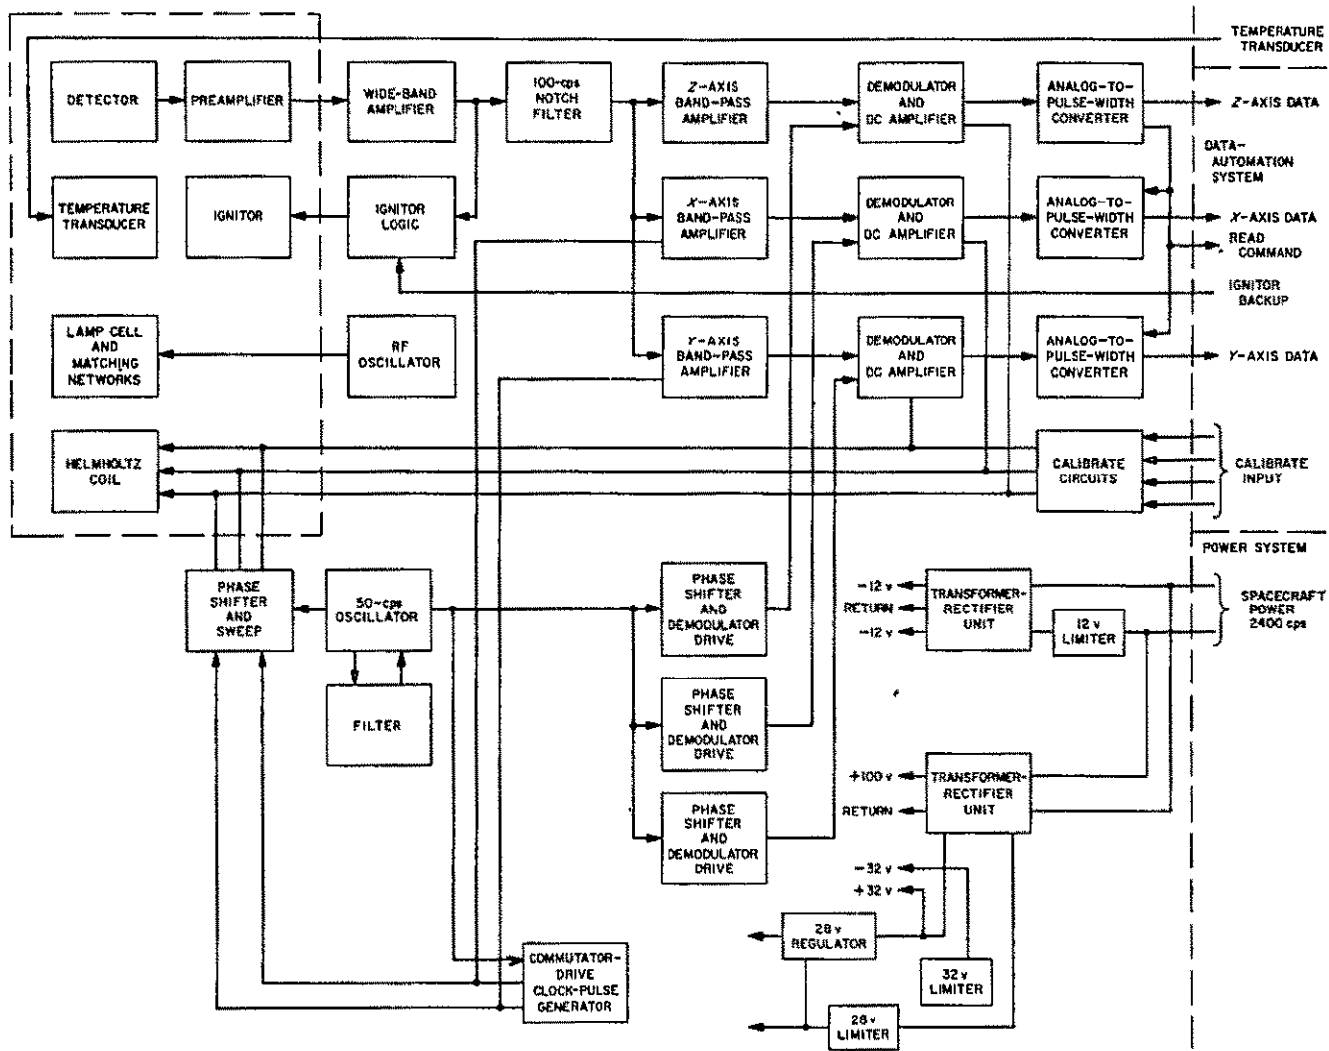 TEMPERATURE
TRANSDUCER
DETECTOR
PREAMPLIFIER
WIDE-BAND
AMPLIFIER
100-cps
NOTCH
FILTER
Z-AXIS
BAND-PASS
AMPLIFIER
DEMODULATOR
AND
DC AMPLIFIER
ANALOG-TO-
PULSE-WIDTH
CONVERTER
Z-AXIS DATA
DATA-
AUTOMATION
SYSTEM
TEMPERATURE
TRANSDUCER
IGNITOR
IGNITOR
LOGIC
X-AXIS
BAND-PASS
AMPLIFIER
DEMODULATOR
AND
DC AMPLIFIER
ANALOG-TO-
PULSE-WIDTH
CONVERTER
X-AXIS DATA
READ
COMMAND
IGNITOR
BACKUP
LAMP CELL
AND
MATCHING
NETWORKS
RF
OSCILLATOR
Y-AXIS
BAND-PASS
AMPLIFIER
DEMODULATOR
AND
DC AMPLIFIER
ANALOG-TO-
PULSE-WIDTH
CONVERTER
Y-AXIS DATA
HELMHOLTZ
COIL
CALIBRATE
CIRCUITS
CALIBRATE
INPUT
POWER SYSTEM
PHASE
SHIFTER
AND
SWEEP
50-cps
OSCILLATOR
PHASE
SHIFTER
AND
DEMODULATOR
DRIVE
-12 v
RETURN
-12 v
TRANSFORMER-
RECTIFIER
UNIT
12 v
LIMITER
SPACECRAFT
POWER
2400 cps
FILTER
PHASE
SHIFTER
AND
DEMODULATOR
DRIVE
+100 v
RETURN
TRANSFORMER-
RECTIFIER
UNIT
PHASE
SHIFTER
AND
DEMODULATOR
DRIVE
-32 v
+32 v
28 v
REGULATOR
32 v
LIMITER
COMMUTATOR-
DRIVE
CLOCK-PULSE
GENERATOR
28 v
LIMITER